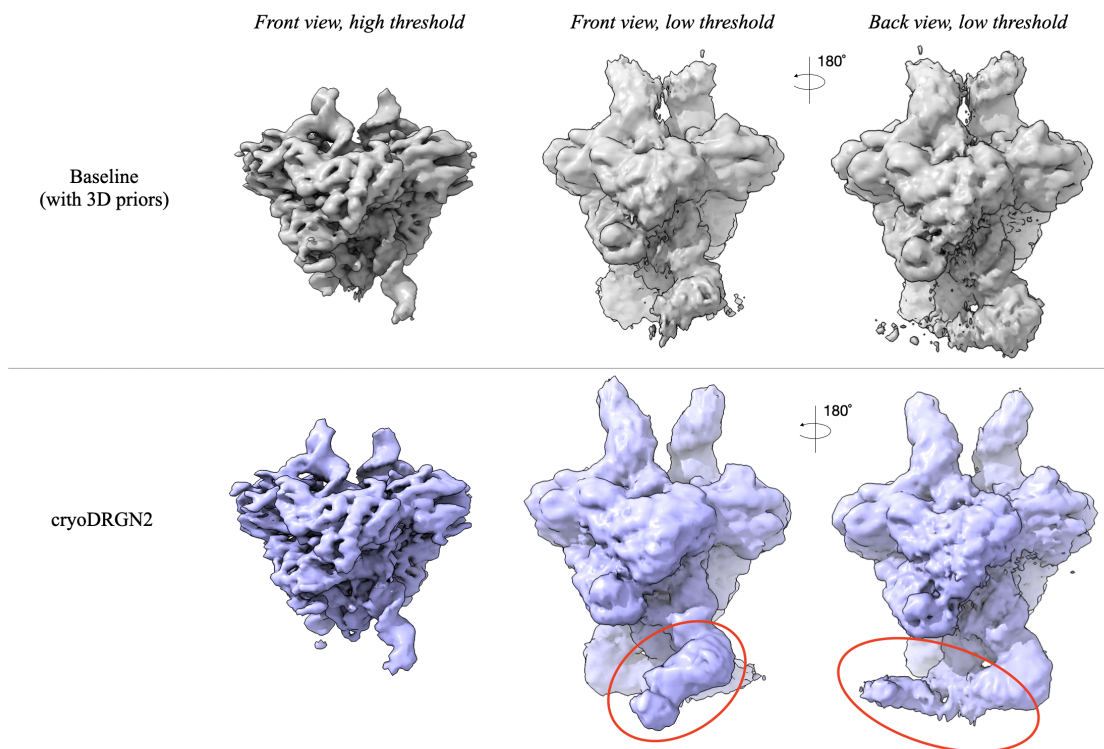 Front view, high threshold
Front view, low threshold
Back view, low threshold
180°
Baseline
(with 3D priors)
180°
cryoDRGN2